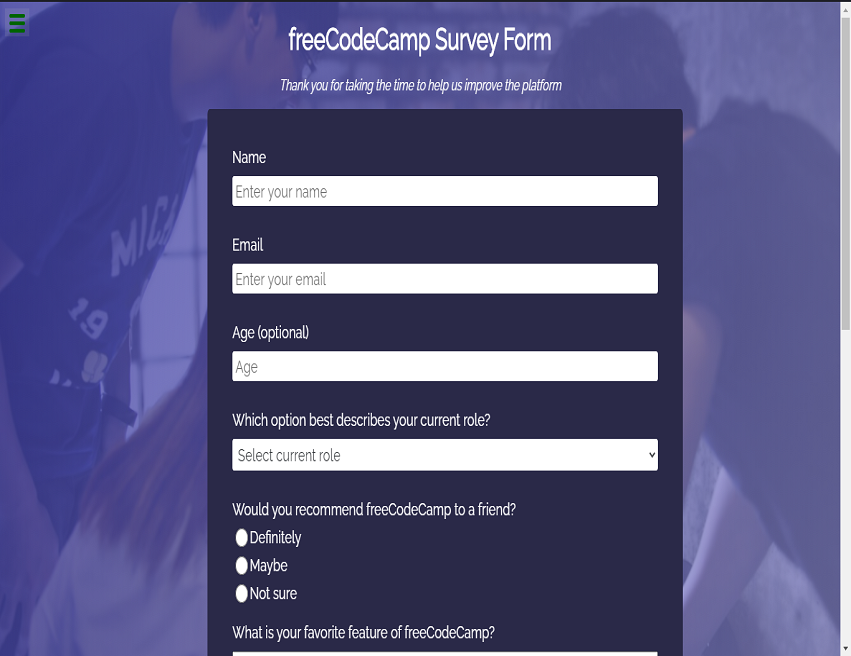 freeCodeCamp Survey Form
Thank you for taking the time to help us improve the platform
Name
Enter your name
Email
Enter your email
Age (optional)
Age
Which option best describes your current role?
Select current role
Would you recommend freeCodeCamp to a friend?
Definitely
Maybe
Not sure
What is your favorite feature of freeCodeCamp?
19